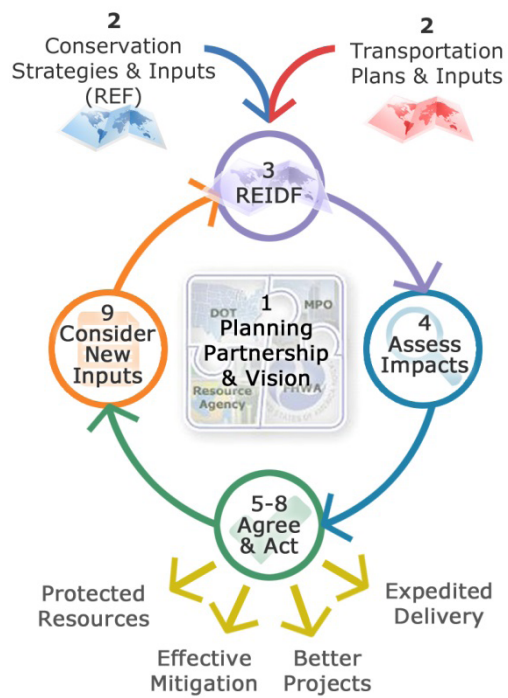 2
Conservation
Strategies & Inputs
(REF)
2
Transportation
Plans & Inputs
3
REIDF
9
Consider
New
Inputs
1
Planning
Partnership
& Vision
DOT
MPO
Resource
Agency
FHWA
4
Assess
Impacts
5-8
Agree
& Act
Protected
Resources
Effective
Mitigation
Better
Projects
Expedited
Delivery